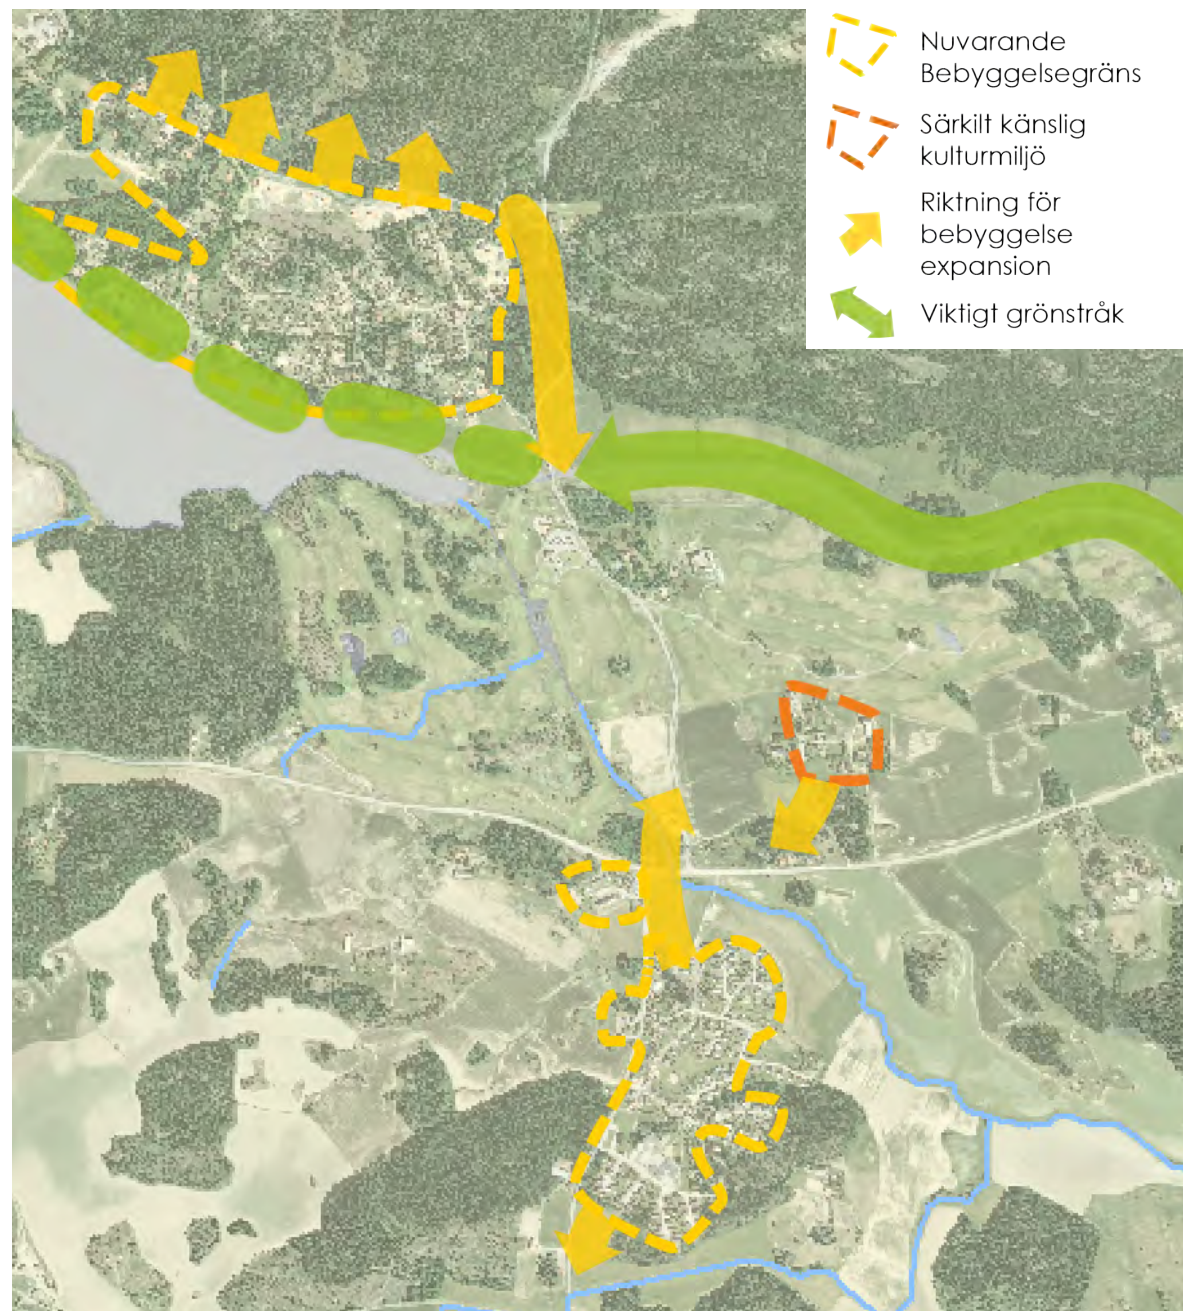 Nuvarande
Bebyggelsegräns
Särkilt känslig
kulturmiljö
Riktning för
bebyggelse
expansion
Viktigt grönstråk